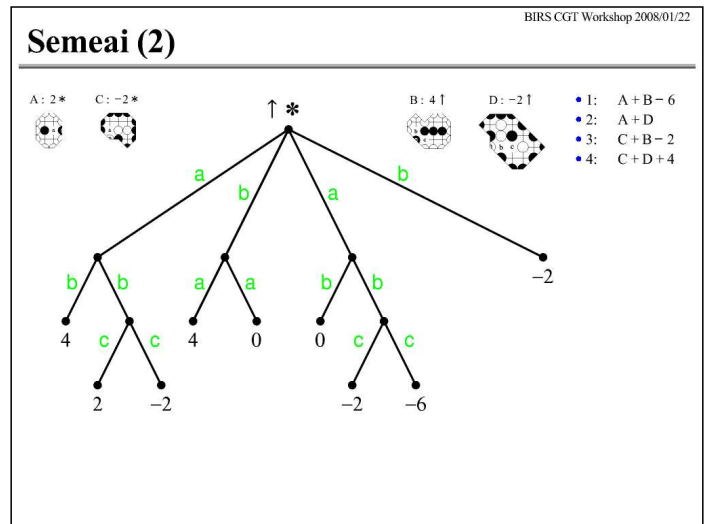 BIRS CGT Workshop 2008/01/22
Semeai (2)
A : 2 * C : −2 * ↑ * B : 4 ↑ D : −2 ↑
• 1: A + B − 6
• 2: A + D
• 3: C + B − 2
• 4: C + D + 4
a b a b
b b a a b b −2
4 c c 4 0 0 c c
2 −2 −2 −6